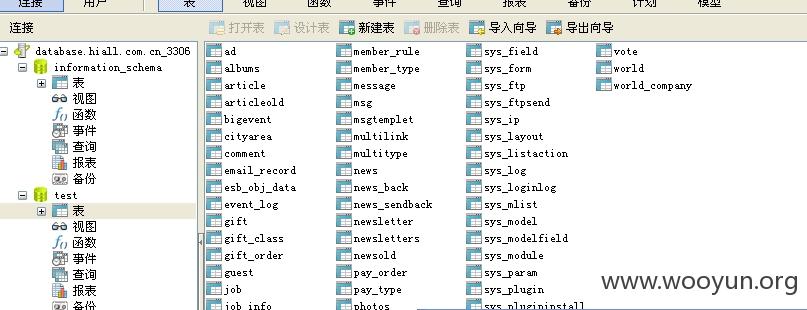 连接 用户 表 视图 函数 事件 查询 报表 备份 计划 模型
连接 打开表 设计表 新建表 删除表 导入向导 导出向导
database.hiall.com.cn_3306
information_schema
表
视图
函数
事件
查询
报表
备份
test
表
视图
函数
事件
查询
报表
备份
ad
albums
article
articleold
bigevent
cityarea
comment
email_record
esb_obj_data
event_log
gift
gift_class
gift_order
guest
job
job_info
member_rule
member_type
message
msg
msgtemplet
multilink
multitype
news
news_back
news_sendback
newsletter
newsletters
newsold
pay_order
pay_type
photos
sys_field
sys_form
sys_ftp
sys_ftpsend
sys_ip
sys_layout
sys_listaction
sys_log
sys_loginlog
sys_mlist
sys_model
sys_modelfield
sys_module
sys_param
sys_plugin
sys_plugininstall
vote
world
world_company
www.wooyun.org